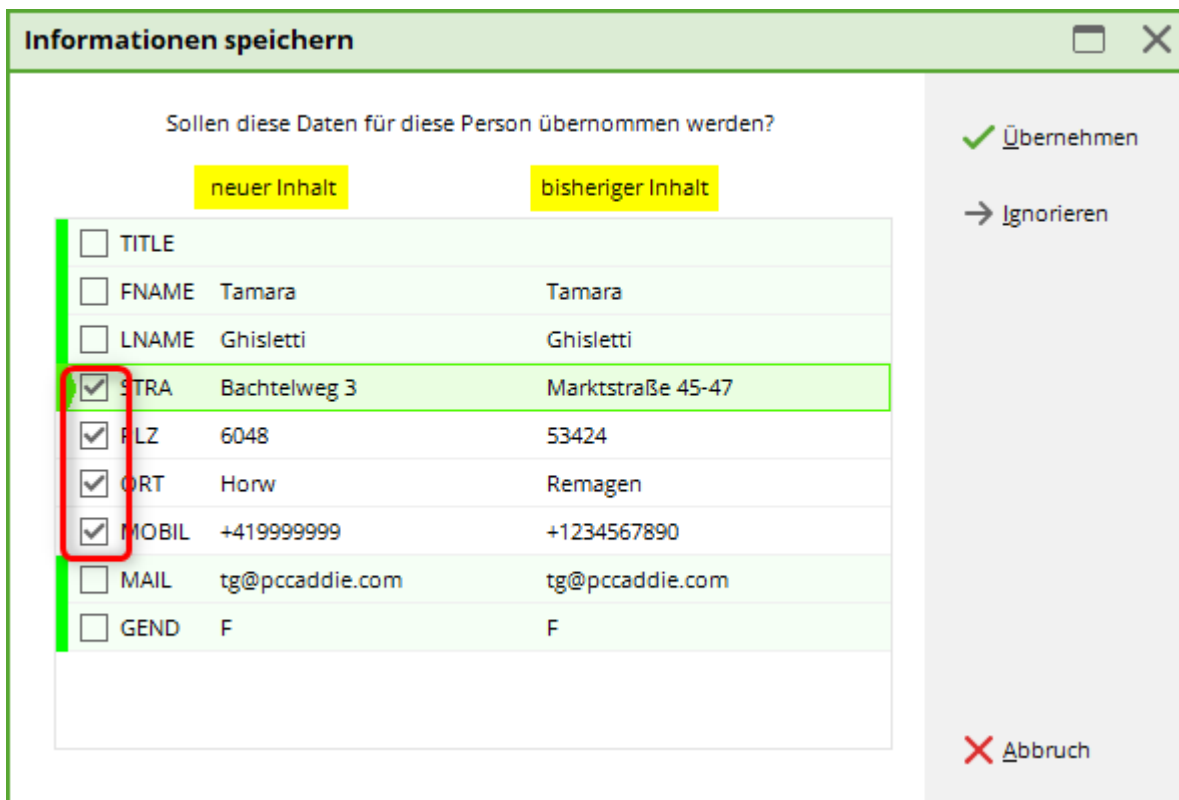 Informationen speichern
Sollen diese Daten für diese Person übernommen werden?
neuer Inhalt bisheriger Inhalt
TITLE
FNAME Tamara Tamara
LNAME Ghisletti Ghisletti
STRA Bachtelweg 3 Marktstraße 45-47
PLZ 6048 53424
ORT Horw Remagen
MOBIL +419999999 +1234567890
MAIL tg@pccaddie.com tg@pccaddie.com
GEND F F
Übernehmen
Ignorieren
Abbruch